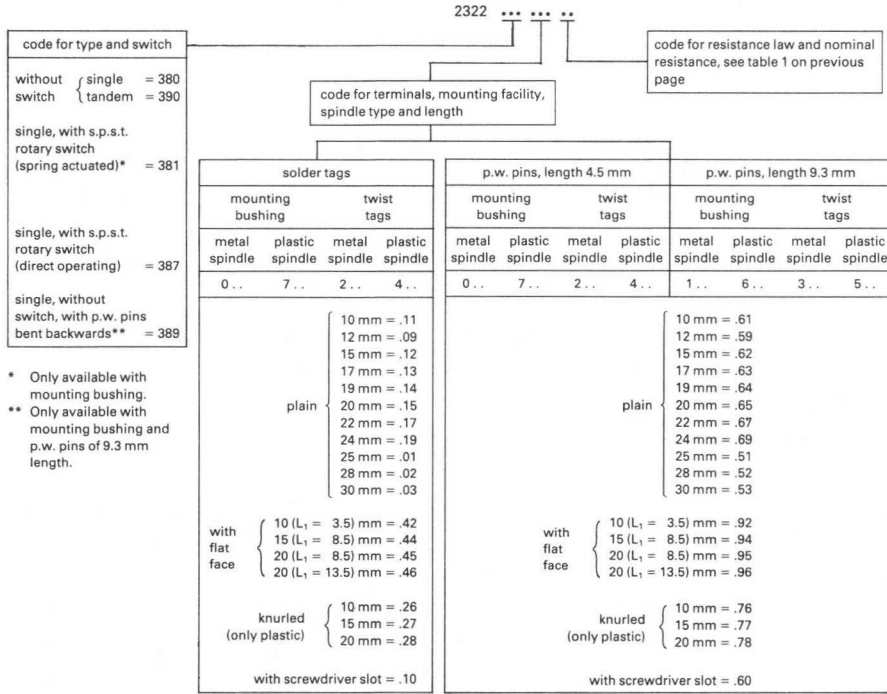 2322 ... ... ..
code for type and switch
without switch { single = 380
tandem = 390
single, with s.p.s.t.
rotary switch
(spring actuated)* = 381
single, with s.p.s.t.
rotary switch
(direct operating) = 387
single, without
switch, with p.w. pins
bent backwards** = 389
* Only available with
mounting bushing.
** Only available with
mounting bushing and
p.w. pins of 9.3 mm
length.
code for terminals, mounting facility,
spindle type and length
code for resistance law and nominal
resistance, see table 1 on previous
page
solder tags
mounting bushing twist tags
metal spindle plastic spindle metal spindle plastic spindle
0 . . 7 . . 2 . . 4 . .
plain
10 mm = .11
12 mm = .09
15 mm = .12
17 mm = .13
19 mm = .14
20 mm = .15
22 mm = .17
24 mm = .19
25 mm = .01
28 mm = .02
30 mm = .03
with flat face
10 (L₁ = 3.5) mm = .42
15 (L₁ = 8.5) mm = .44
20 (L₁ = 8.5) mm = .45
20 (L₁ = 13.5) mm = .46
knurled (only plastic)
10 mm = .26
15 mm = .27
20 mm = .28
with screwdriver slot = .10
p.w. pins, length 4.5 mm p.w. pins, length 9.3 mm
mounting bushing twist tags mounting bushing twist tags
metal spindle plastic spindle metal spindle plastic spindle metal spindle plastic spindle metal spindle plastic spindle
0 . . 7 . . 2 . . 4 . . 1 . . 6 . . 3 . . 5 . .
plain
10 mm = .61
12 mm = .59
15 mm = .62
17 mm = .63
19 mm = .64
20 mm = .65
22 mm = .67
24 mm = .69
25 mm = .51
28 mm = .52
30 mm = .53
with flat face
10 (L₁ = 3.5) mm = .92
15 (L₁ = 8.5) mm = .94
20 (L₁ = 8.5) mm = .95
20 (L₁ = 13.5) mm = .96
knurled (only plastic)
10 mm = .76
15 mm = .77
20 mm = .78
with screwdriver slot = .60